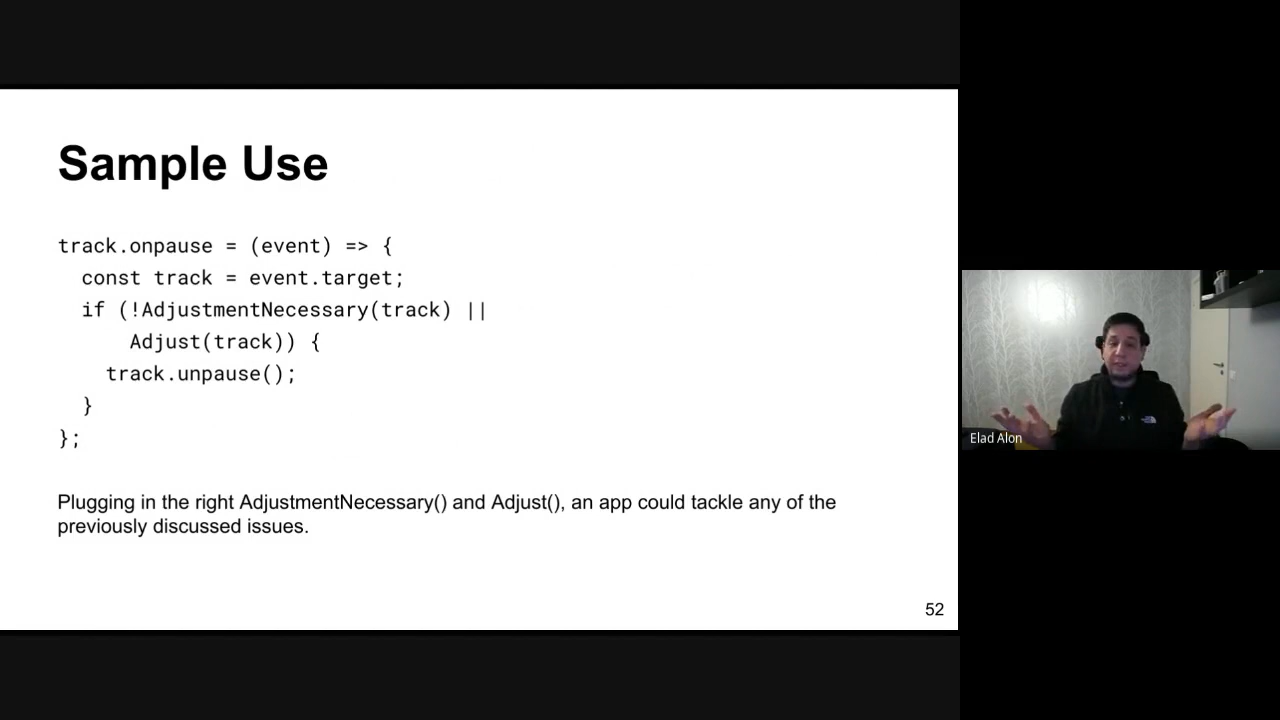 Sample Use
track.onpause = (event) => {
  const track = event.target;
  if (!AdjustmentNecessary(track) ||
      Adjust(track)) {
    track.unpause();
  }
};
Plugging in the right AdjustmentNecessary() and Adjust(), an app could tackle any of the
previously discussed issues.
52
Elad Alon